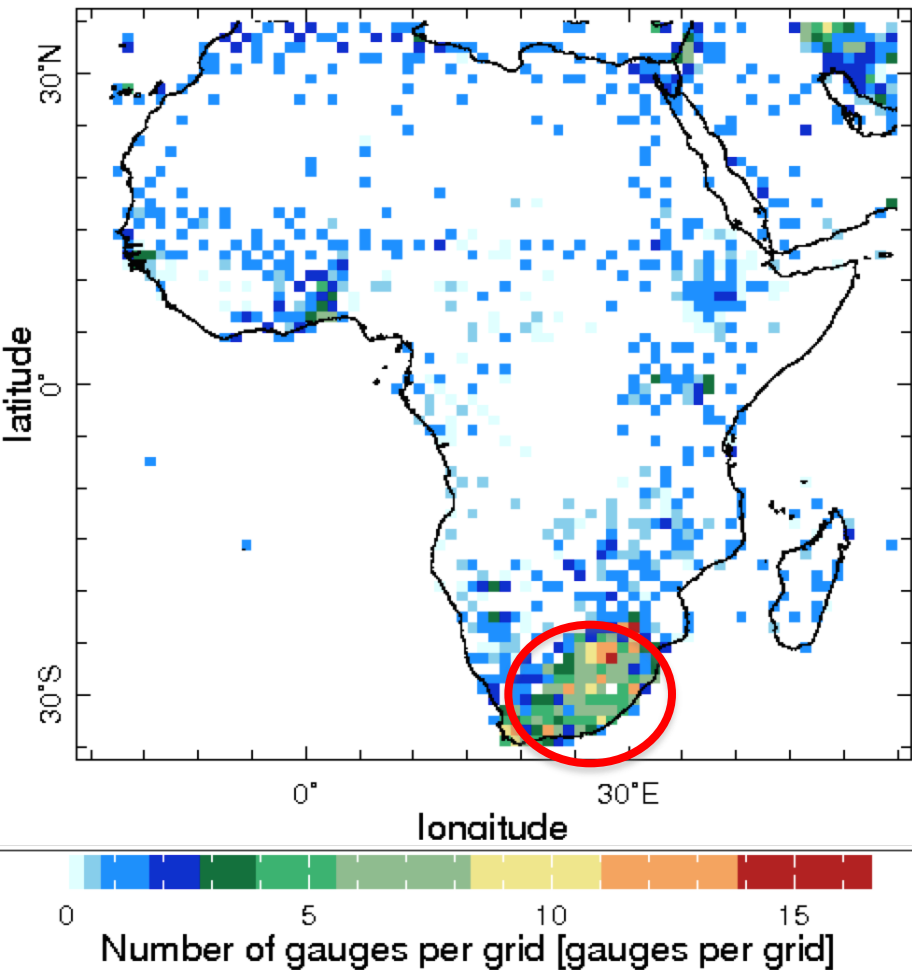 30°N
0°
30°S
latitude
0°
30°E
longitude
0
5
10
15
Number of gauges per grid [gauges per grid]